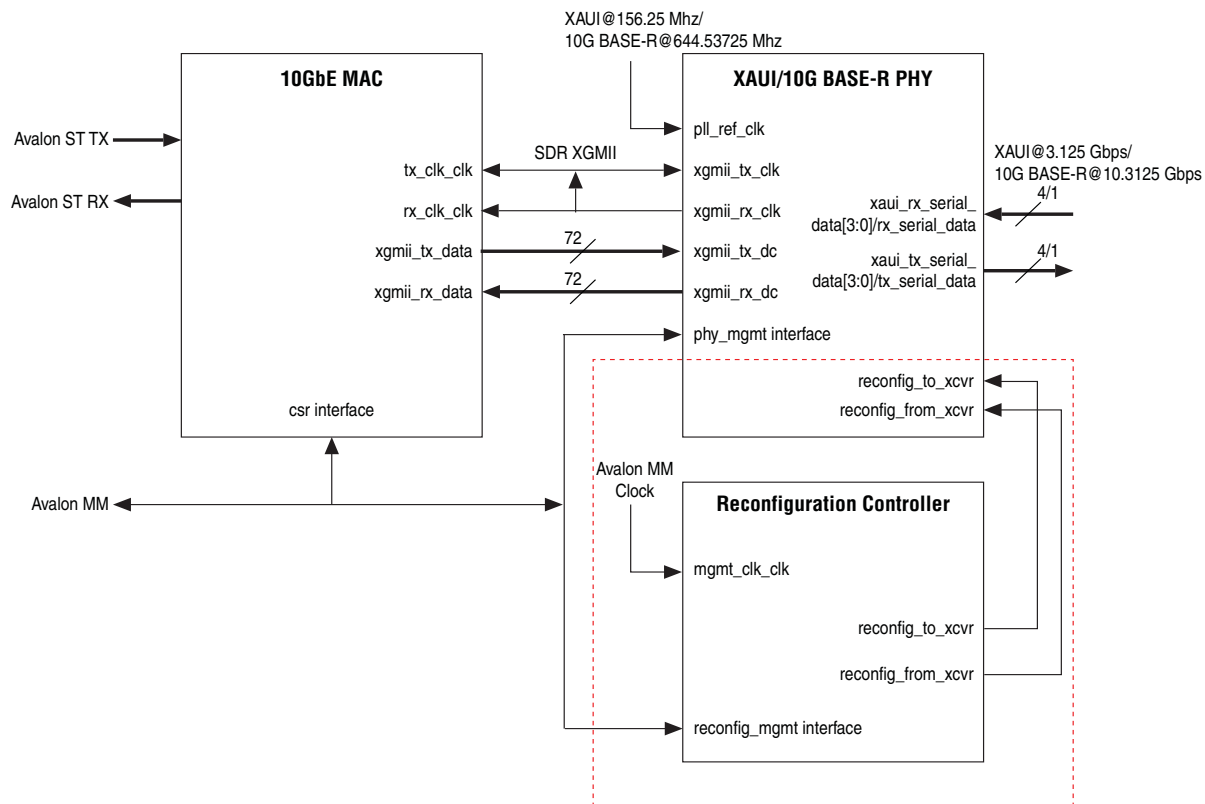 XAUI@156.25 Mhz/
10G BASE-R@644.53725 Mhz
10GbE MAC
XAUI/10G BASE-R PHY
Avalon ST TX
Avalon ST RX
tx_clk_clk
rx_clk_clk
xgmii_tx_data
xgmii_rx_data
csr interface
SDR XGMII
72
72
pll_ref_clk
xgmii_tx_clk
xgmii_rx_clk
xgmii_tx_dc
xgmii_rx_dc
phy_mgmt interface
XAUI@3.125 Gbps/
10G BASE-R@10.3125 Gbps
xaui_rx_serial_
data[3:0]/rx_serial_data
4/1
xaui_tx_serial_
data[3:0]/tx_serial_data
4/1
reconfig_to_xcvr
reconfig_from_xcvr
Avalon MM
Avalon MM
Clock
Reconfiguration Controller
mgmt_clk_clk
reconfig_to_xcvr
reconfig_from_xcvr
reconfig_mgmt interface